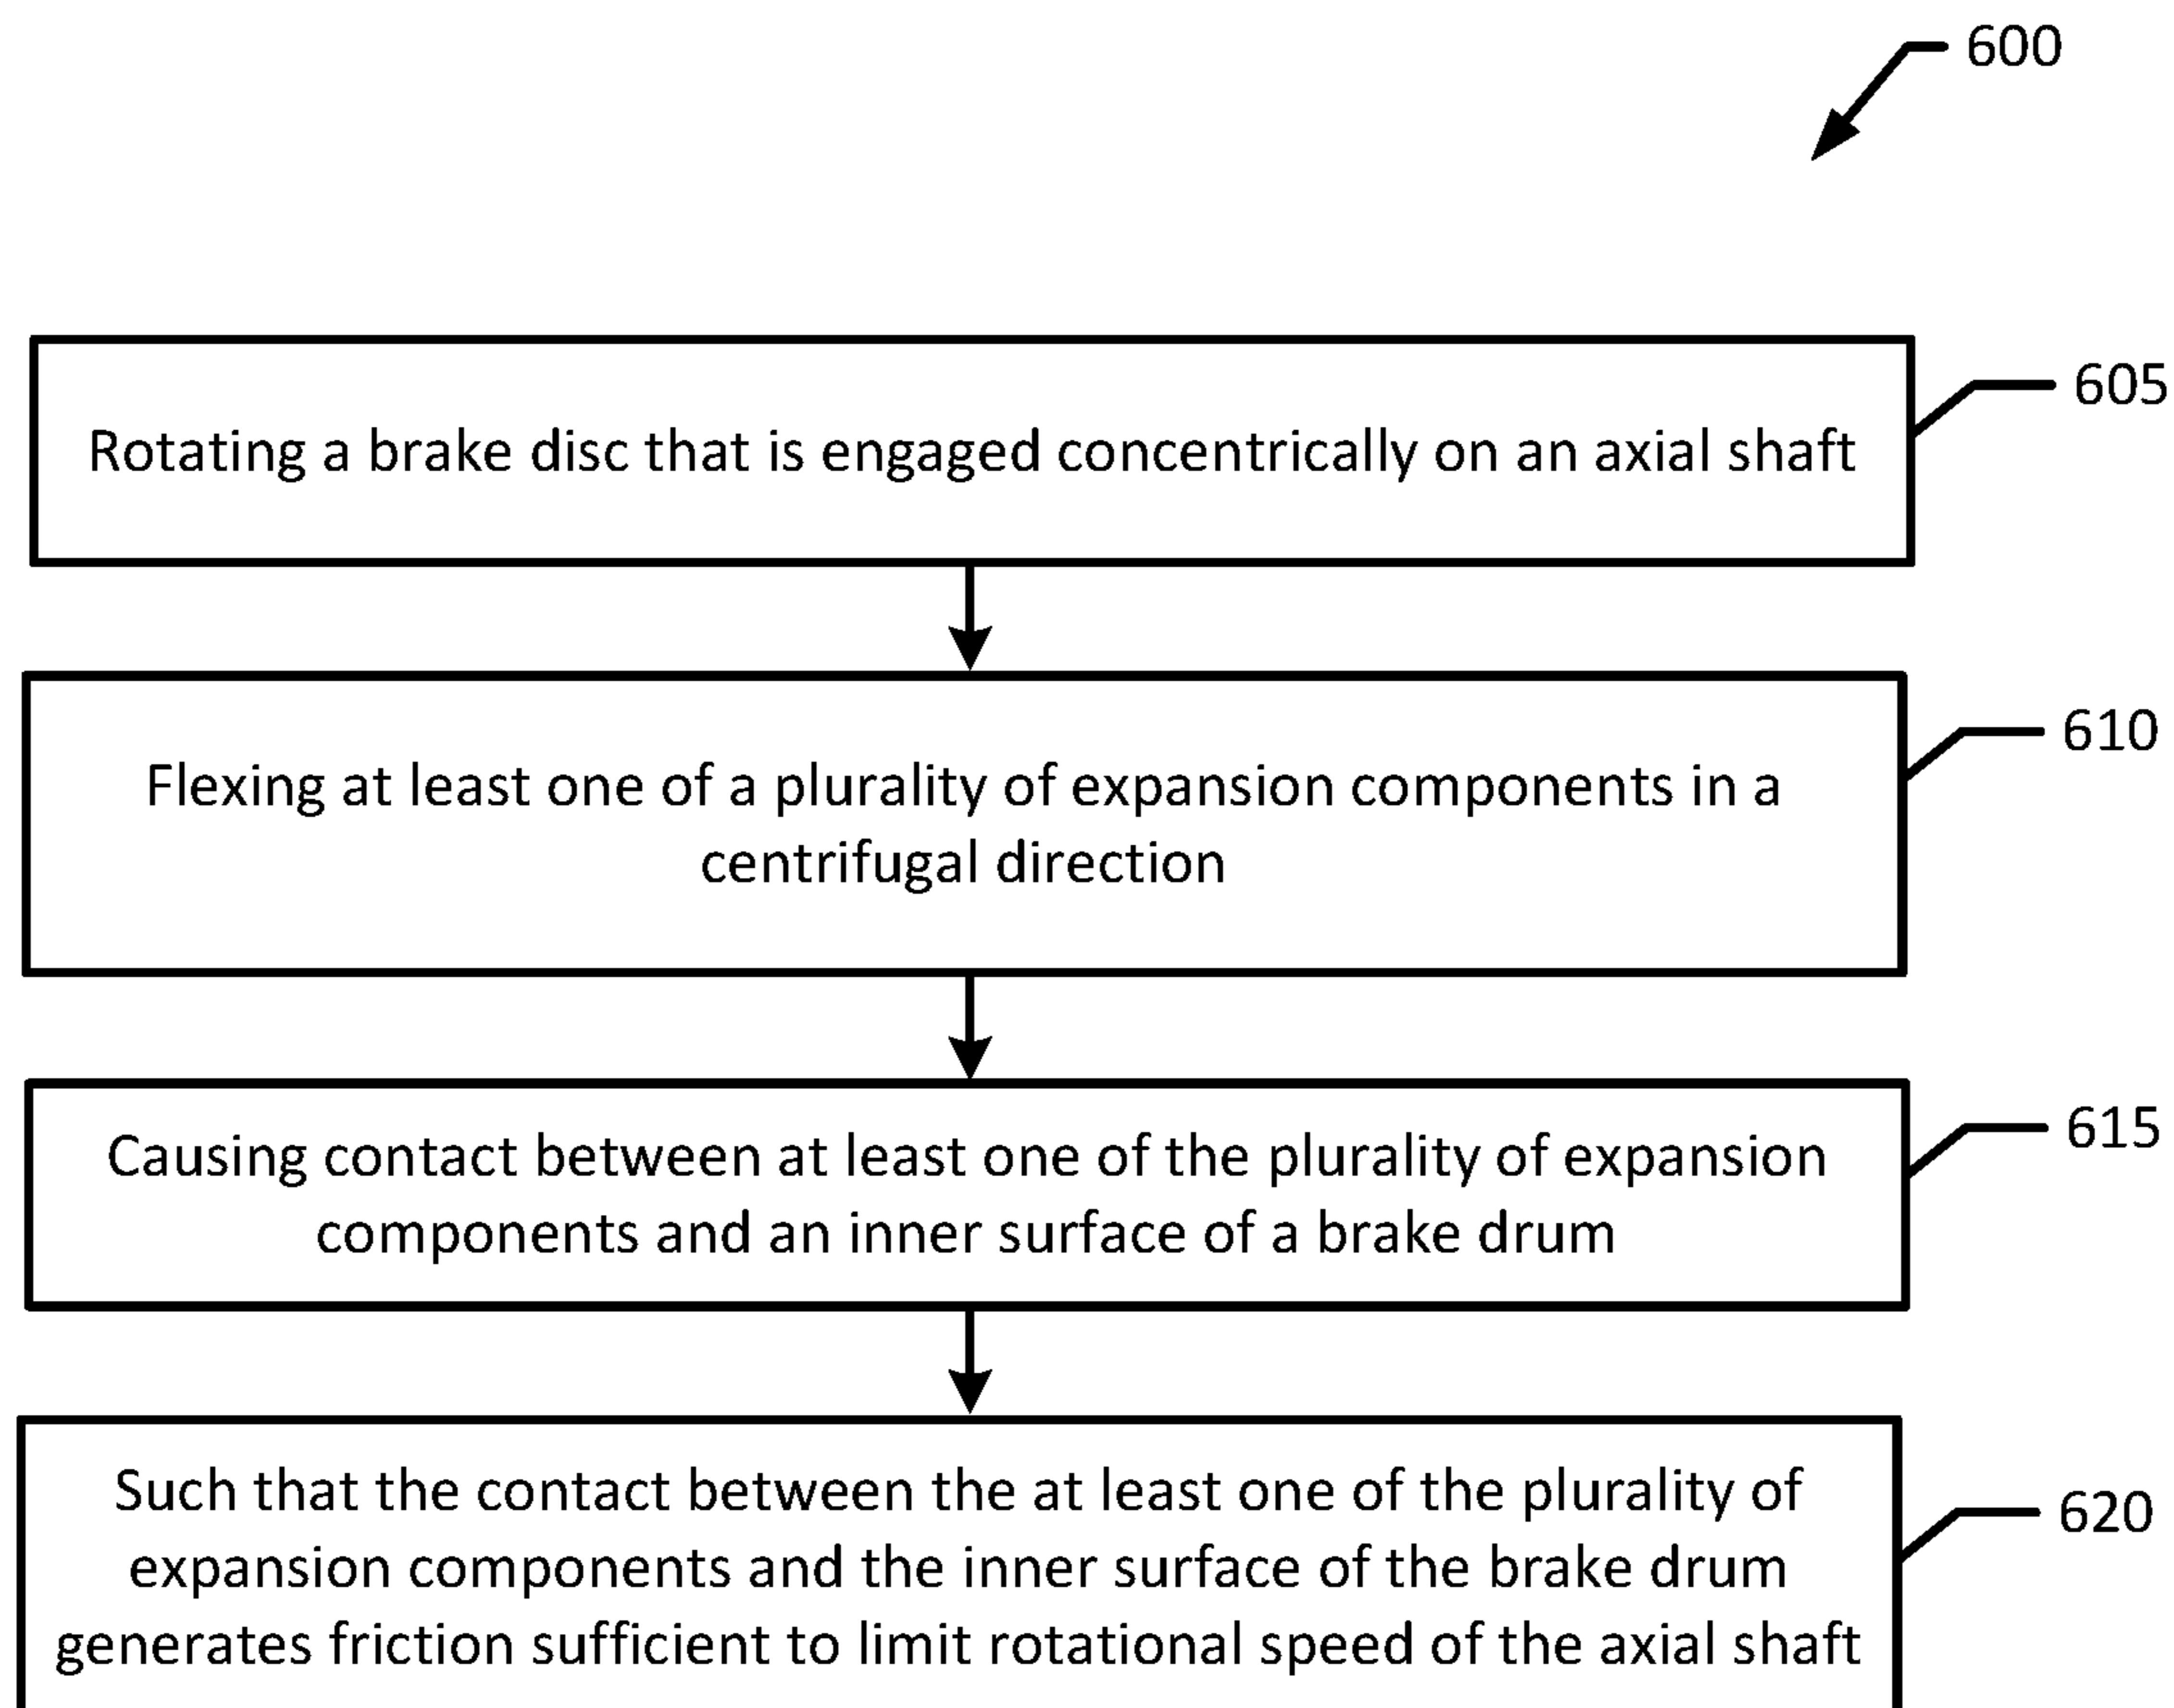 600
Rotating a brake disc that is engaged concentrically on an axial shaft
605
Flexing at least one of a plurality of expansion components in a
centrifugal direction
610
Causing contact between at least one of the plurality of expansion
components and an inner surface of a brake drum
615
Such that the contact between the at least one of the plurality of
expansion components and the inner surface of the brake drum
generates friction sufficient to limit rotational speed of the axial shaft
620